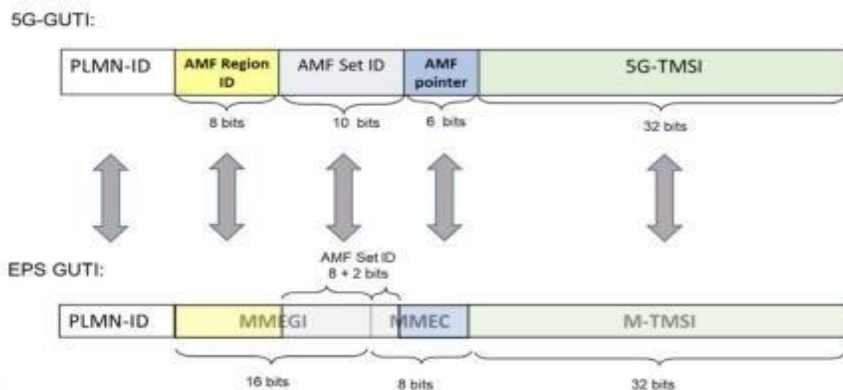 5G-GUTI:
PLMN-ID AMF Region ID AMF Set ID AMF pointer 5G-TMSI
8 bits 10 bits 6 bits 32 bits
AMF Set ID
8 + 2 bits
EPS GUTI:
PLMN-ID MMEGI MMEC M-TMSI
16 bits 8 bits 32 bits